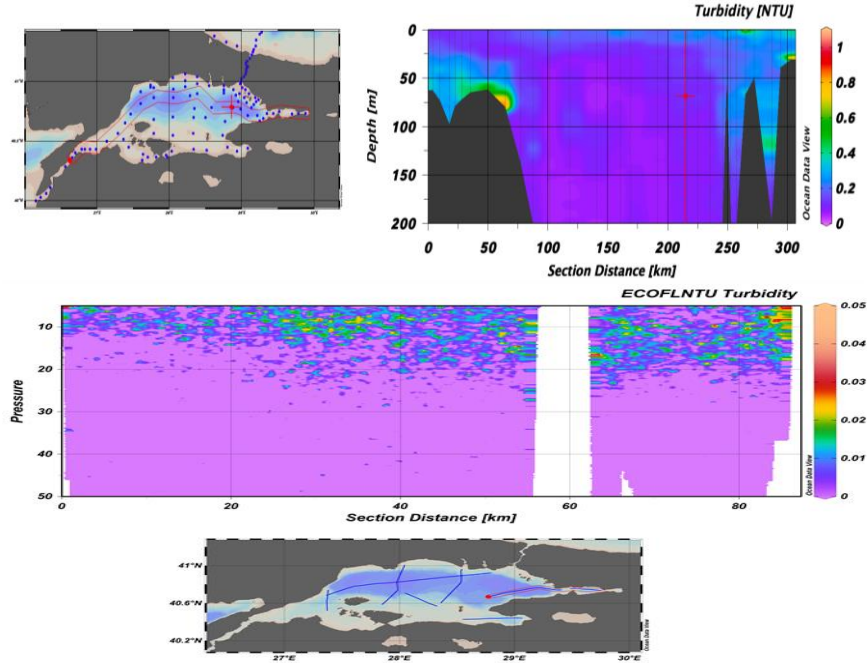 Turbidity [NTU]
0
50
100
150
200
Depth [m]
0 50 100 150 200 250 300
Section Distance [km]
1
0.8
0.6
0.4
0.2
0
Ocean Data View
ECOFLNTU Turbidity
10
20
30
40
50
Pressure
0 20 40 60 80
Section Distance [km]
0.05
0.04
0.03
0.02
0.01
0
Ocean Data View
41°N
40.6°N
40.2°N
27°E 28°E 29°E 30°E
Ocean Data View